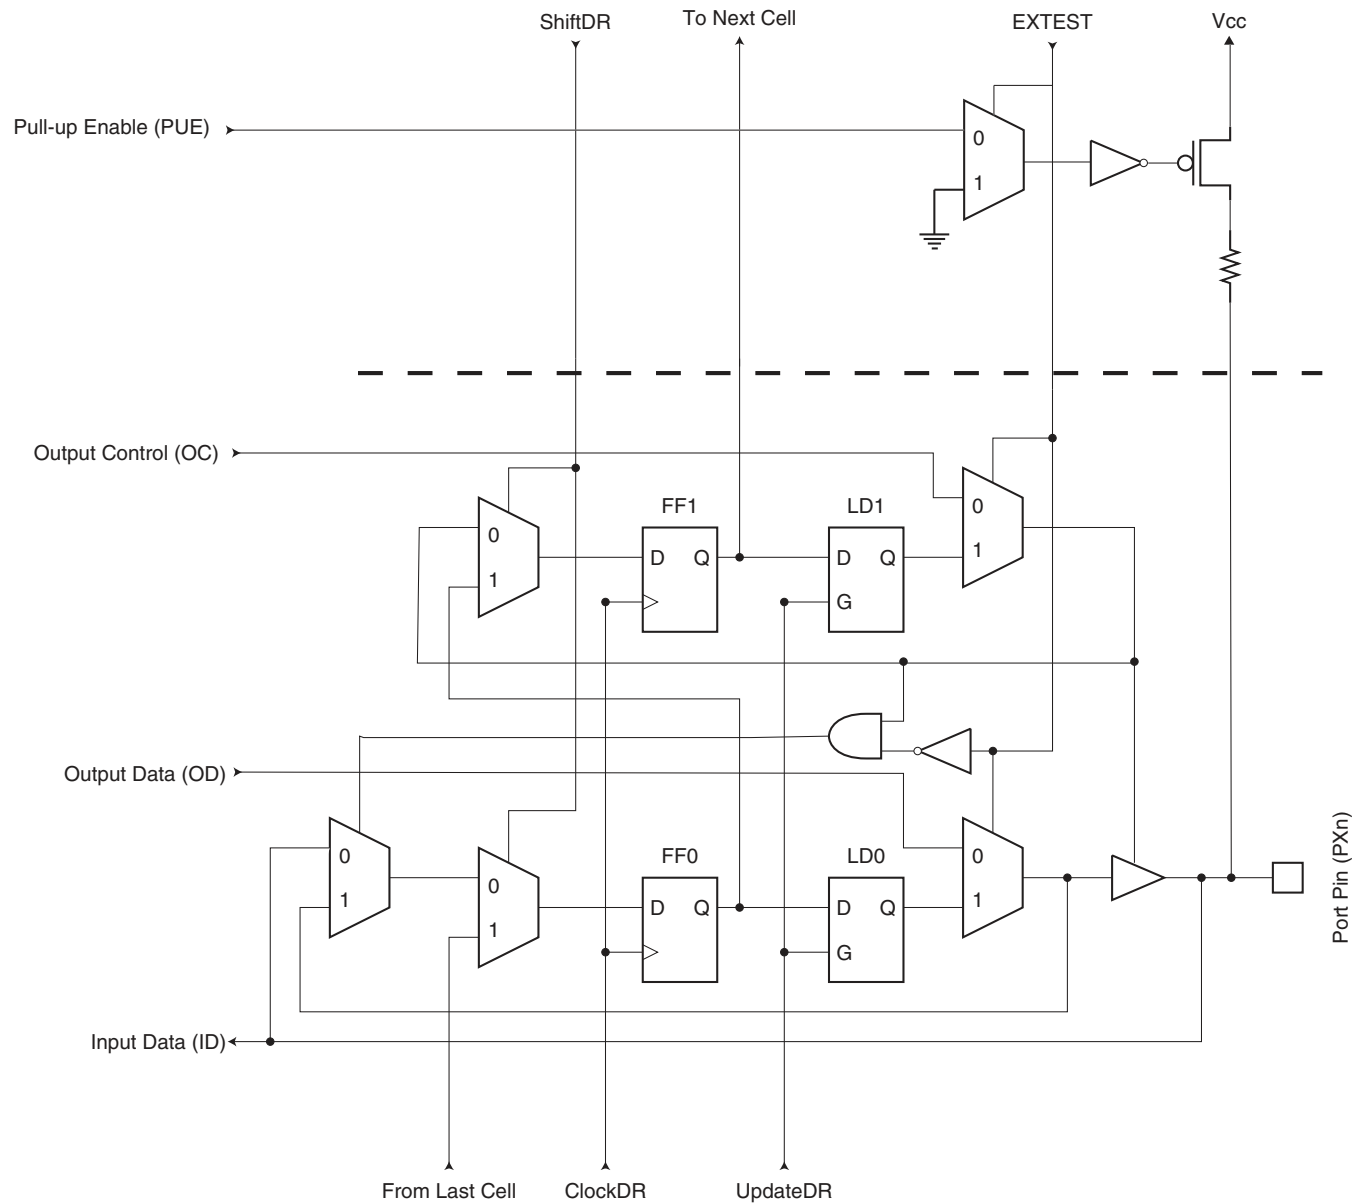 ShiftDR
To Next Cell
EXTEST
Vcc
Pull-up Enable (PUE)
0
1
Output Control (OC)
FF1
LD1
0
0
D Q
D Q
1
1
G
Output Data (OD)
FF0
LD0
0
0
0
D Q
D Q
1
1
1
G
Port Pin (PXn)
Input Data (ID)
From Last Cell
ClockDR
UpdateDR